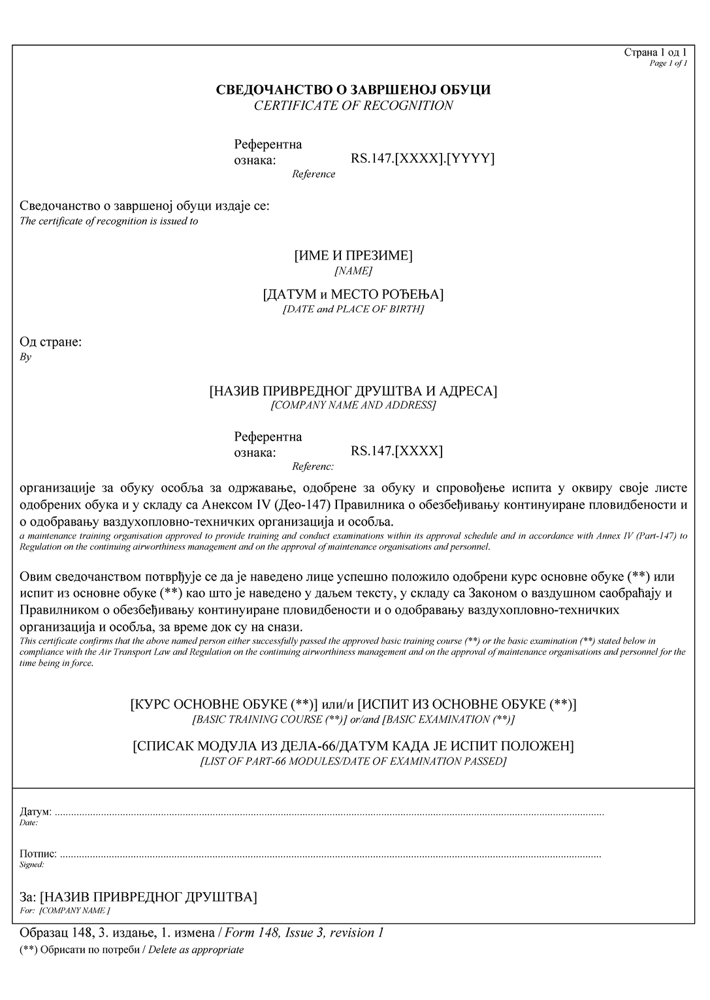 Страна 1 од 1
Page 1 of 1
СВЕДОЧАНСТВО О ЗАВРШЕНОЈ ОБУЦИ
CERTIFICATE OF RECOGNITION
Референтна
ознака:
RS.147.[XXXX].[YYYY]
Reference
Сведочанство о завршеној обуци издаје се:
The certificate of recognition is issued to
[ИМЕ И ПРЕЗИМЕ]
[NAME]
[ДАТУМ и МЕСТО РОЂЕЊА]
[DATE and PLACE OF BIRTH]
Од стране:
By
[НАЗИВ ПРИВРЕДНОГ ДРУШТВА И АДРЕСА]
[COMPANY NAME AND ADDRESS]
Референтна
ознака:
RS.147.[XXXX]
Referenc:
организације за обуку особља за одржавање, одобрене за обуку и спровођење испита у оквиру своје листе
одобрених обука и у складу са Анексом IV (Део-147) Правилника о обезбеђивању континуиране пловидбености и
о одобравању ваздухопловно-техничких организација и особља.
a maintenance training organisation approved to provide training and conduct examinations within its approval schedule and in accordance with Annex IV (Part-147) to
Regulation on the continuing airworthiness management and on the approval of maintenance organisations and personnel.
Овим сведочанством потврђује се да је наведено лице успешно положило одобрени курс основне обуке (**) или
испит из основне обуке (**) као што је наведено у даљем тексту, у складу са Законом о ваздушном саобраћају и
Правилником о обезбеђивању континуиране пловидбености и о одобравању ваздухопловно-техничких
организација и особља, за време док су на снази.
This certificate confirms that the above named person either successfully passed the approved basic training course (**) or the basic examination (**) stated below in
compliance with the Air Transport Law and Regulation on the continuing airworthiness management and on the approval of maintenance organisations and personnel for the
time being in force.
[КУРС ОСНОВНЕ ОБУКЕ (**)] или/и [ИСПИТ ИЗ ОСНОВНЕ ОБУКЕ (**)]
[BASIC TRAINING COURSE (**)] or/and [BASIC EXAMINATION (**)]
[СПИСАК МОДУЛА ИЗ ДЕЛА-66/ДАТУМ КАДА ЈЕ ИСПИТ ПОЛОЖЕН]
[LIST OF PART-66 MODULES/DATE OF EXAMINATION PASSED]
Датум: ..........................................................................................................
Date:
Потпис: ..........................................................................................................
Signed:
За: [НАЗИВ ПРИВРЕДНОГ ДРУШТВА]
For: [COMPANY NAME ]
Образац 148, 3. издање, 1. измена / Form 148, Issue 3, revision 1
(**) Обрисати по потреби / Delete as appropriate